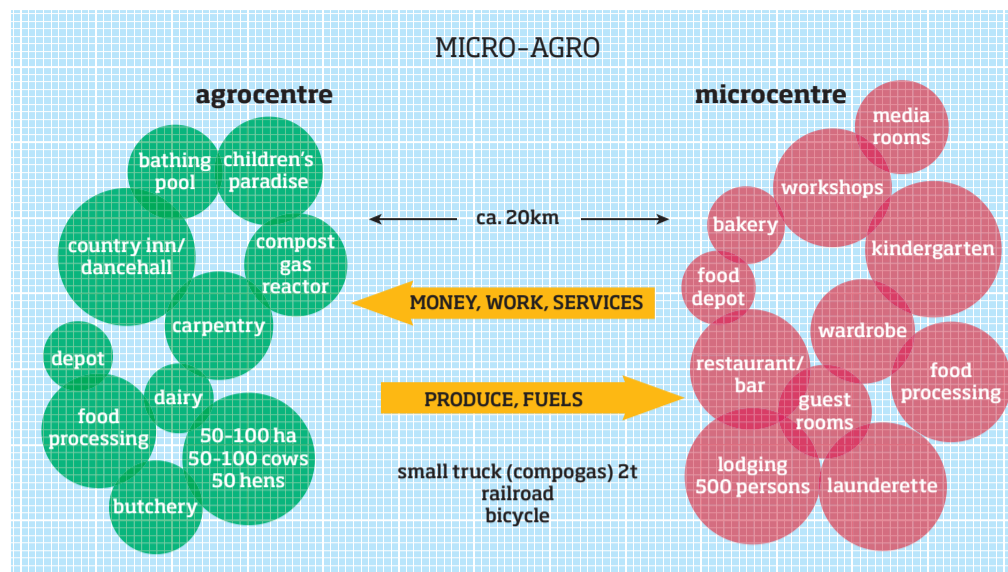 MICRO-AGRO
agrocentre
bathing
pool
children's
paradise
country inn/
dancehall
compost
gas
reactor
carpentry
depot
dairy
food
processing
50-100 ha
50-100 cows
50 hens
butchery
ca. 20km
MONEY, WORK, SERVICES
PRODUCE, FUELS
small truck (compogas) 2t
railroad
bicycle
microcentre
media
rooms
workshops
bakery
kindergarten
food
depot
wardrobe
restaurant/
bar
food
processing
guest
rooms
lodging
500 persons
launderette